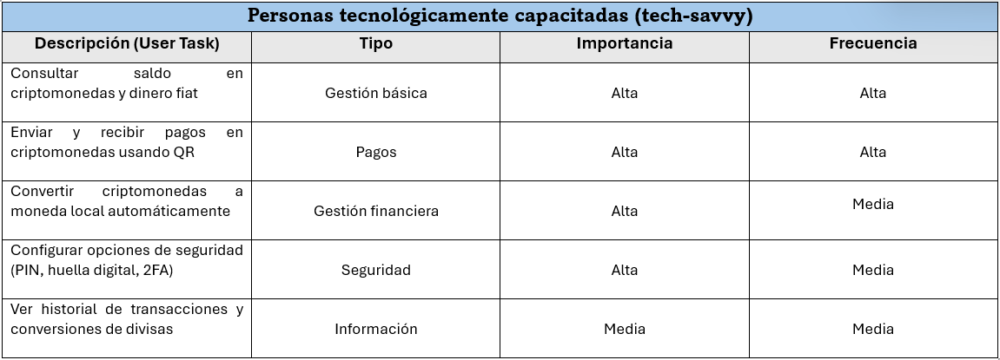 Personas tecnológicamente capacitadas (tech-savvy)
Descripción (User Task) Tipo Importancia Frecuencia
Consultar saldo en
criptomonedas y dinero fiat
Gestión básica Alta Alta
Enviar y recibir pagos en
criptomonedas usando QR
Pagos Alta Alta
Convertir criptomonedas a
moneda local automáticamente
Gestión financiera Alta Media
Configurar opciones de seguridad
(PIN, huella digital, 2FA)
Seguridad Alta Media
Ver historial de transacciones y
conversiones de divisas
Información Media Media